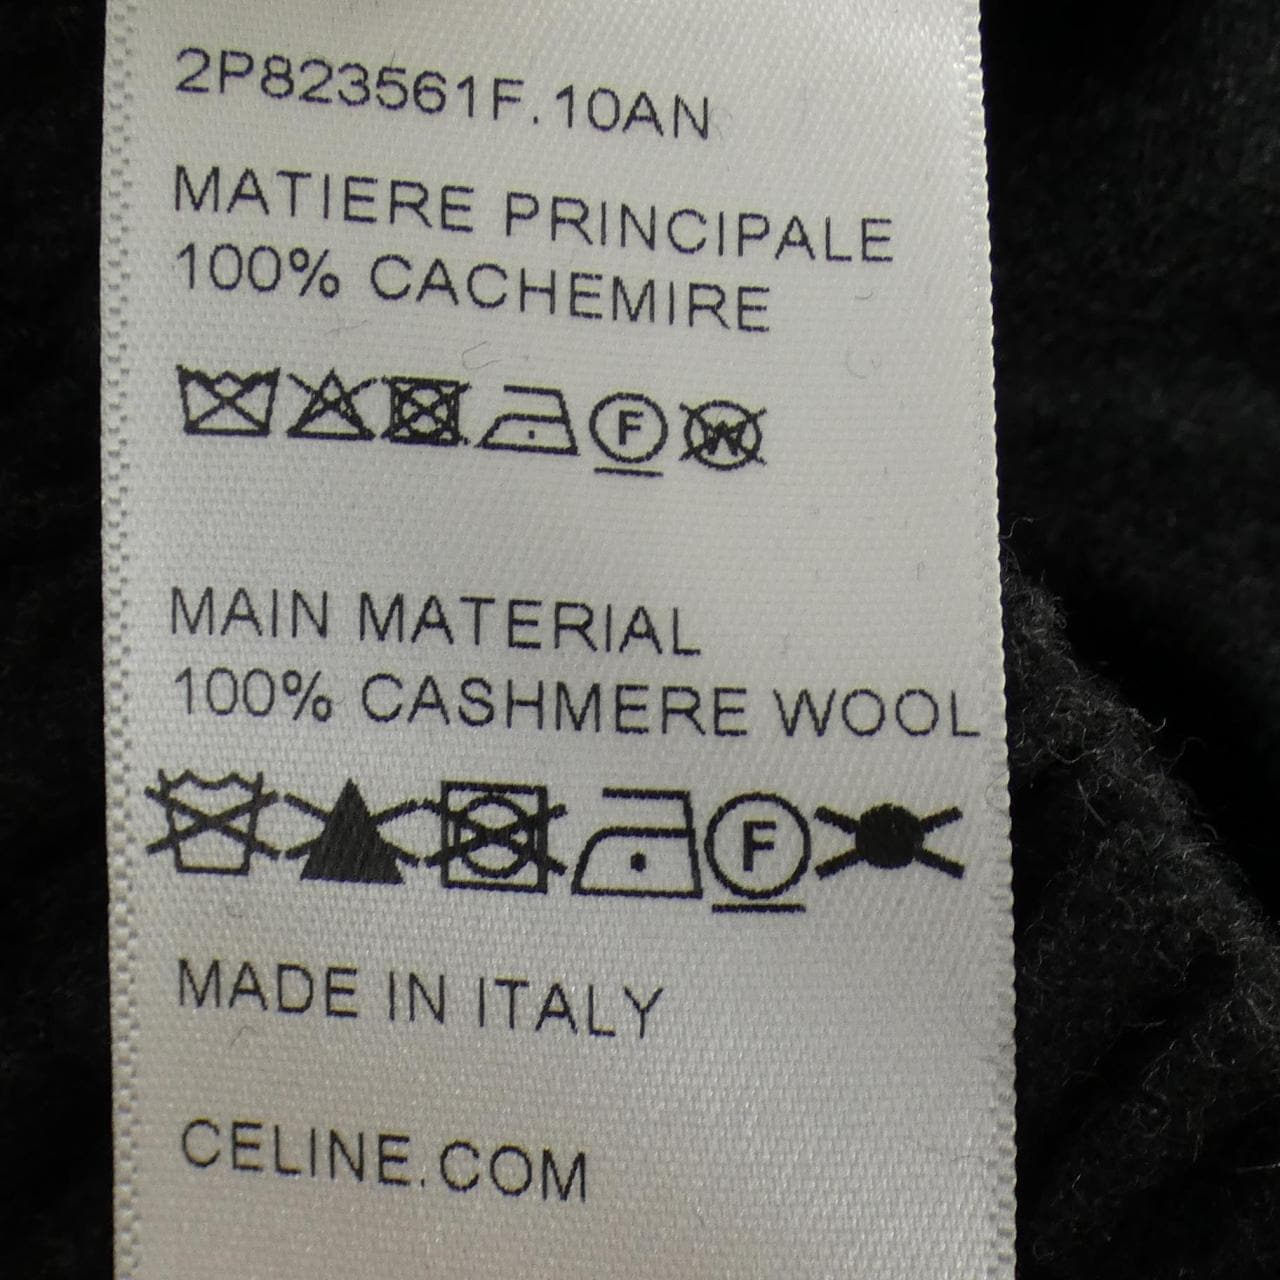 2P823561F.10AN
MATIERE PRINCIPALE
100% CACHEMIRE
F W
MAIN MATERIAL
100% CASHMERE WOOL
F
MADE IN ITALY
CELINE.COM